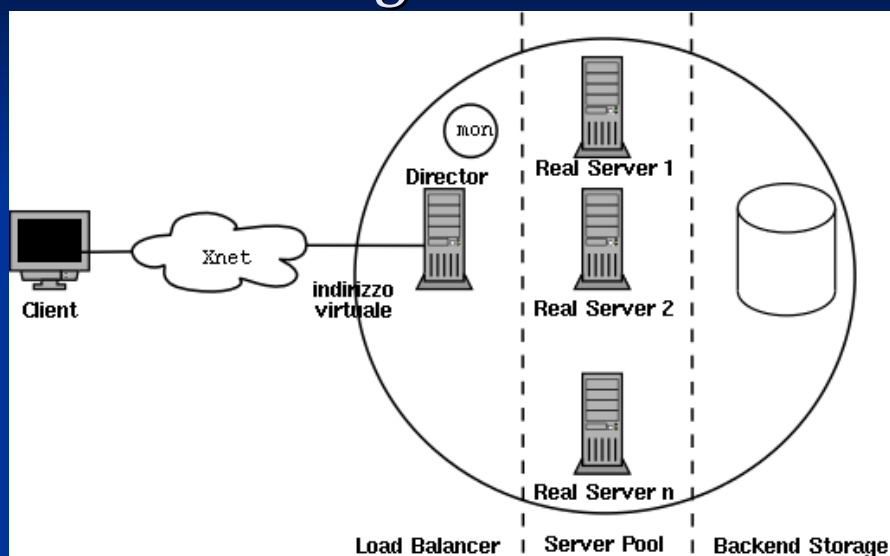 mon
Director
Real Server 1
Xnet
Client
indirizzo
virtuale
Real Server 2
Real Server n
Load Balancer
Server Pool
Backend Storage